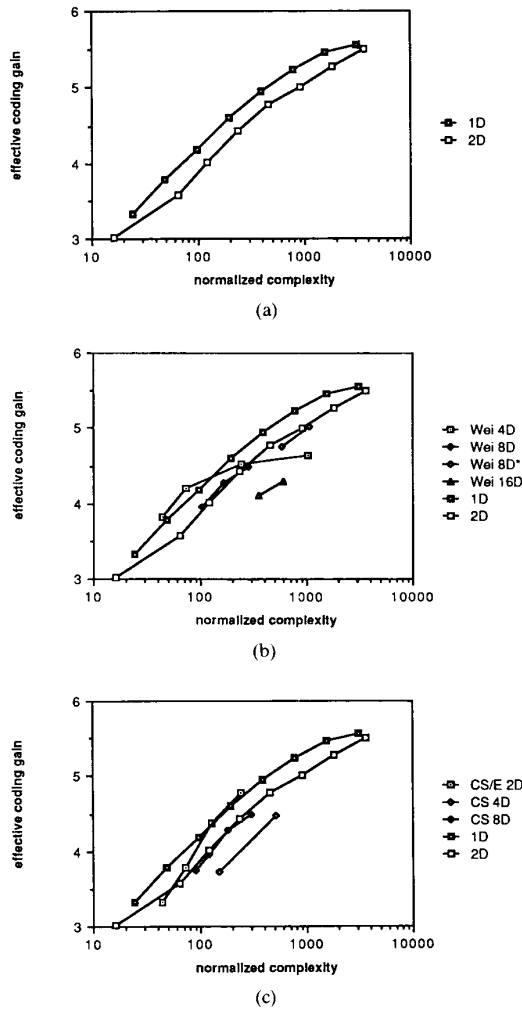 6
5
4
3
effective coding gain
10
100
1000
10000
normalized complexity
1D
2D
(a)
6
5
4
3
effective coding gain
10
100
1000
10000
normalized complexity
Wei 4D
Wei 8D
Wei 8D*
Wei 16D
1D
2D
(b)
6
5
4
3
effective coding gain
10
100
1000
10000
normalized complexity
CS/E 2D
CS 4D
CS 8D
1D
2D
(c)